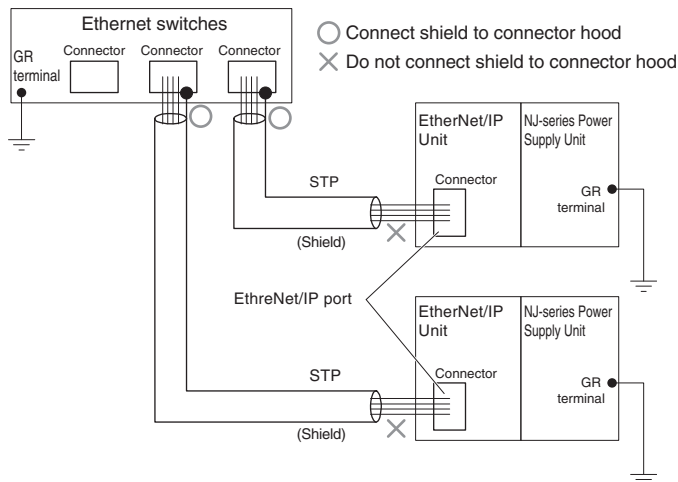 Ethernet switches
GR
terminal
Connector
Connector
Connector
Connect shield to connector hood
Do not connect shield to connector hood
EtherNet/IP
Unit
NJ-series Power
Supply Unit
Connector
GR
terminal
STP
(Shield)
EthreNet/IP port
EtherNet/IP
Unit
NJ-series Power
Supply Unit
Connector
GR
terminal
STP
(Shield)